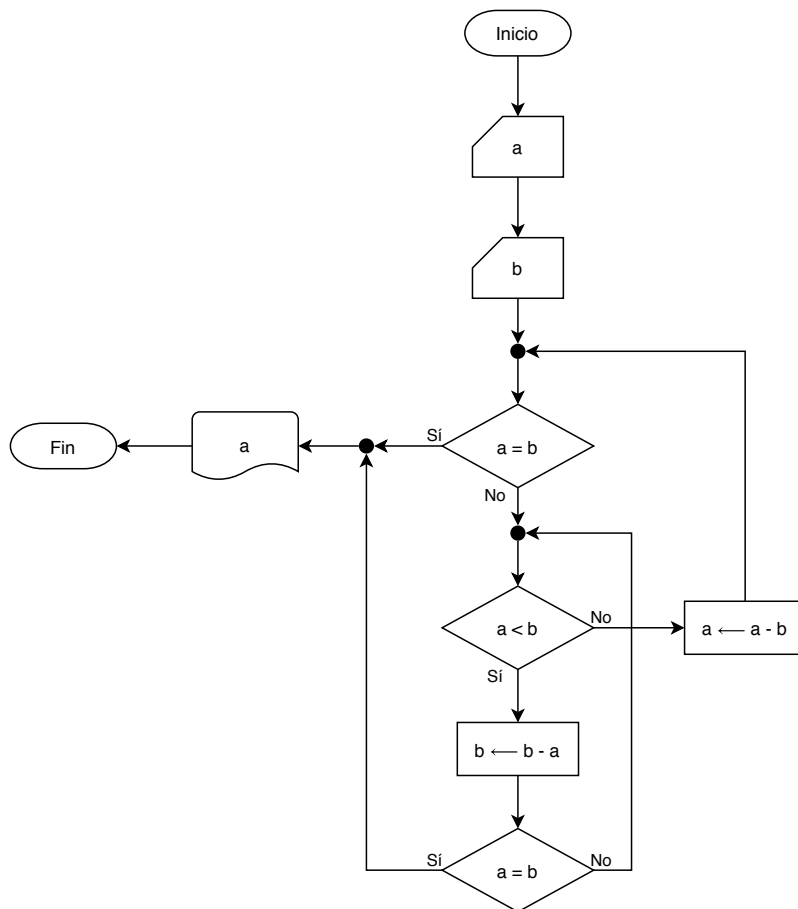 Inicio
a
b
Fin
a
Sí
a = b
No
a < b
No
a ⟵ a - b
Sí
b ⟵ b - a
Sí
a = b
No